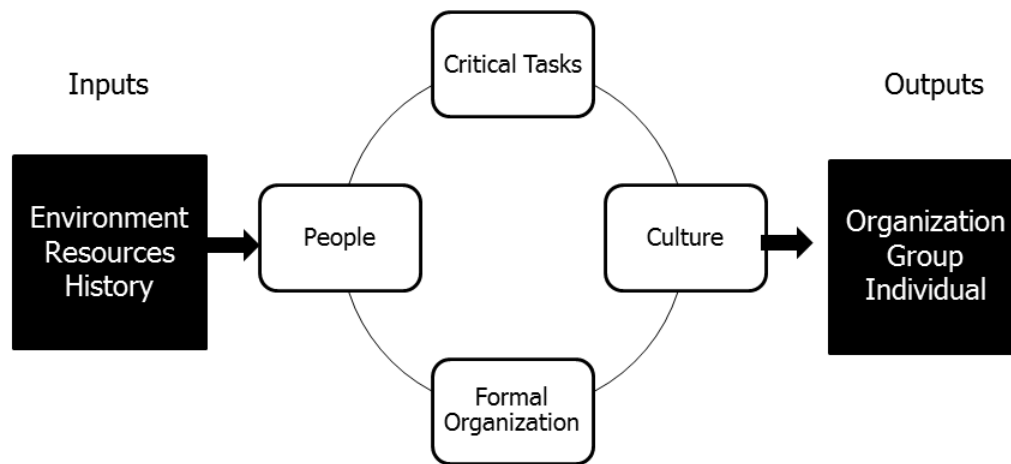 Critical Tasks
Inputs
Outputs
Environment
Resources
History
People
Culture
Organization
Group
Individual
Formal
Organization